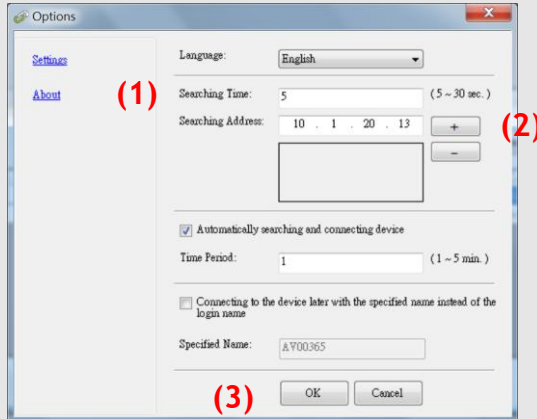 Options
Settings
About
Language:
English
(1)
Searching Time:
5
(5 ~ 30 sec.)
Searching Address:
10 . 1 . 20 . 13
+
(2)
-
Automatically searching and connecting device
Time Period:
1
(1 ~ 5 min.)
Connecting to the device later with the specified name instead of the
login name
Specified Name:
AV00365
(3)
OK
Cancel